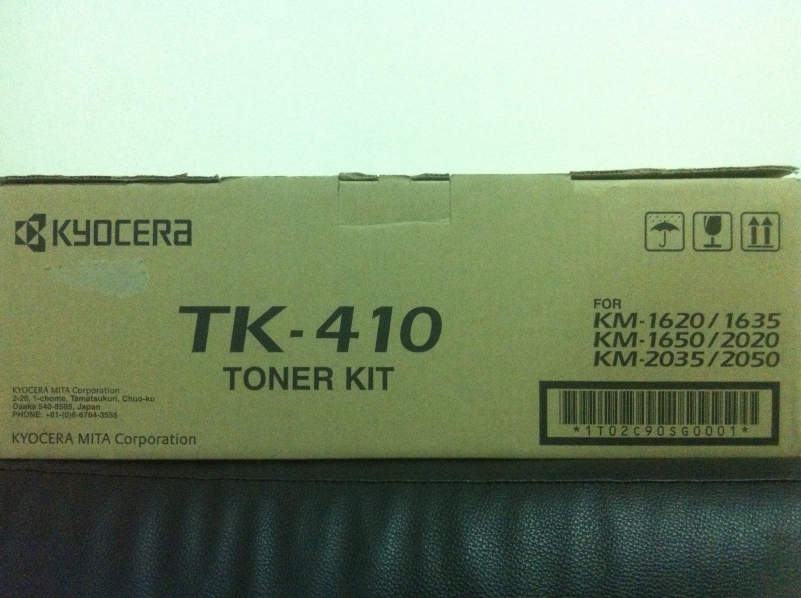 KYOCERA
TK-410
TONER KIT
FOR
KM-1620/1635
KM-1650/2020
KM-2035/2050
*1T02C90SG0001*
KYOCERA MITA Corporation
2-28, 1-chome, Tamatsukuri, Chuo-ku
Osaka 540-8585, Japan
PHONE: +81-(0)6-6764-3555
KYOCERA MITA Corporation